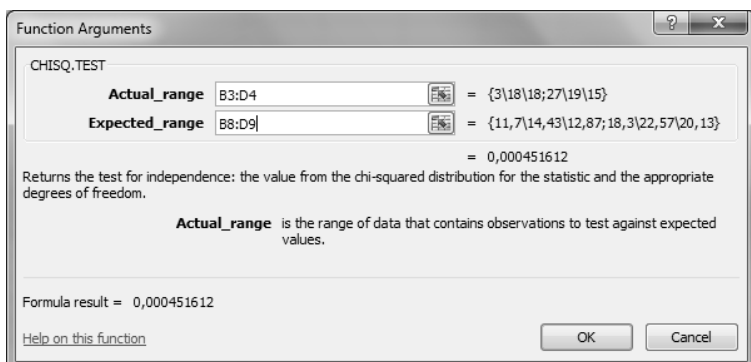 Function Arguments
CHISQ.TEST
Actual_range B3:D4 = {3\18\18;27\19\15}
Expected_range B8:D9 = {11,7\14,43\12,87;18,3\22,57\20,13}
= 0,000451612
Returns the test for independence: the value from the chi-squared distribution for the statistic and the appropriate
degrees of freedom.
Actual_range is the range of data that contains observations to test against expected
values.
Formula result = 0,000451612
Help on this function OK Cancel